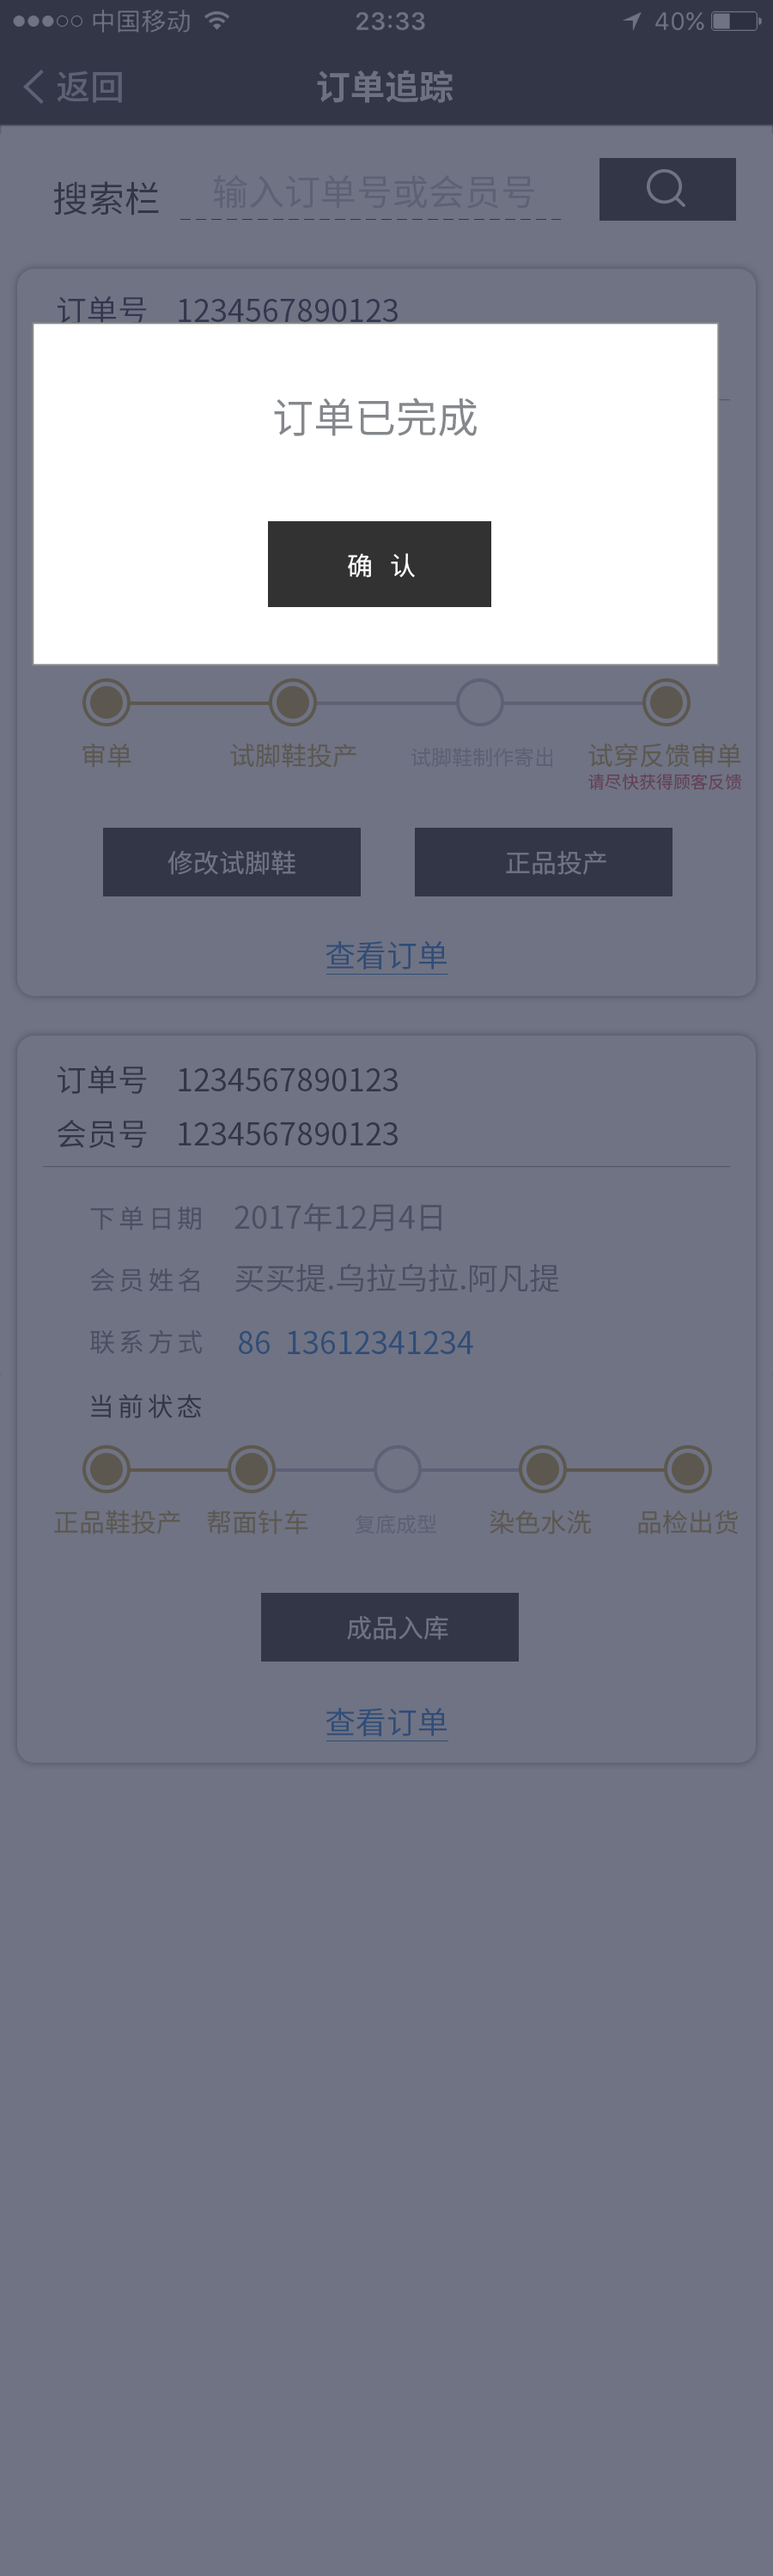 中国移动 23:33 40%
返回 订单追踪
搜索栏 输入订单号或会员号
订单号 1234567890123
订单已完成
确 认
审单 试脚鞋投产 试脚鞋制作寄出 试穿反馈审单
请尽快获得顾客反馈
修改试脚鞋 正品投产
查看订单
订单号 1234567890123
会员号 1234567890123
下单日期 2017年12月4日
会员姓名 买买提.乌拉乌拉.阿凡提
联系方式 86 13612341234
当前状态
正品鞋投产 帮面针车 复底成型 染色水洗 品检出货
成品入库
查看订单